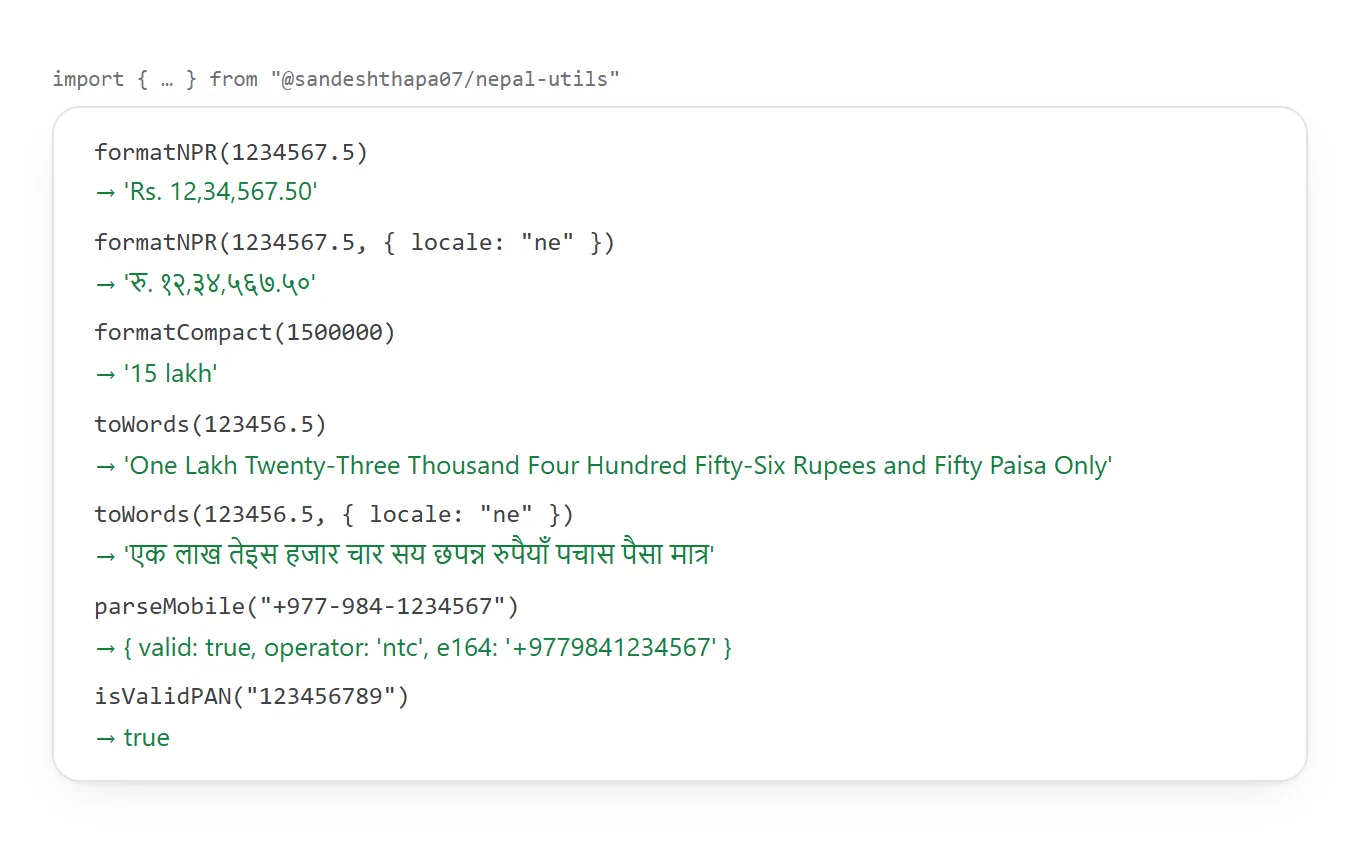 import { … } from "@sandeshthapa07/nepal-utils"
formatNPR(1234567.5)
→ 'Rs. 12,34,567.50'
formatNPR(1234567.5, { locale: "ne" })
→ 'रु. १२,३४,५६७.५०'
formatCompact(1500000)
→ '15 lakh'
toWords(123456.5)
→ 'One Lakh Twenty-Three Thousand Four Hundred Fifty-Six Rupees and Fifty Paisa Only'
toWords(123456.5, { locale: "ne" })
→ 'एक लाख तेइस हजार चार सय छपन्न रुपैयाँ पचास पैसा मात्र'
parseMobile("+977-984-1234567")
→ { valid: true, operator: 'ntc', e164: '+9779841234567' }
isValidPAN("123456789")
→ true